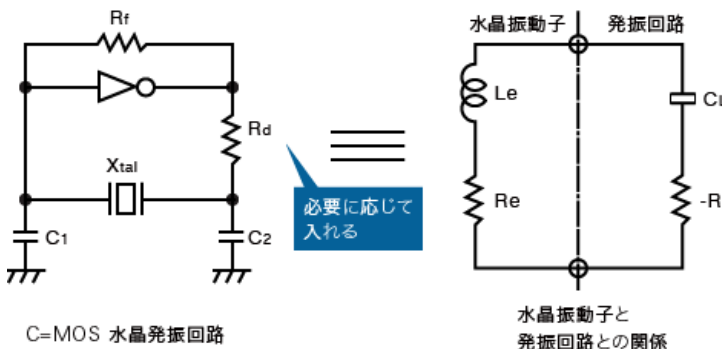 Rf
Rd
Xtal
C1
C2
必要に応じて
入れる
C=MOS 水晶発振回路
水晶振動子
発振回路
Le
CL
Re
-R
水晶振動子と
発振回路との関係